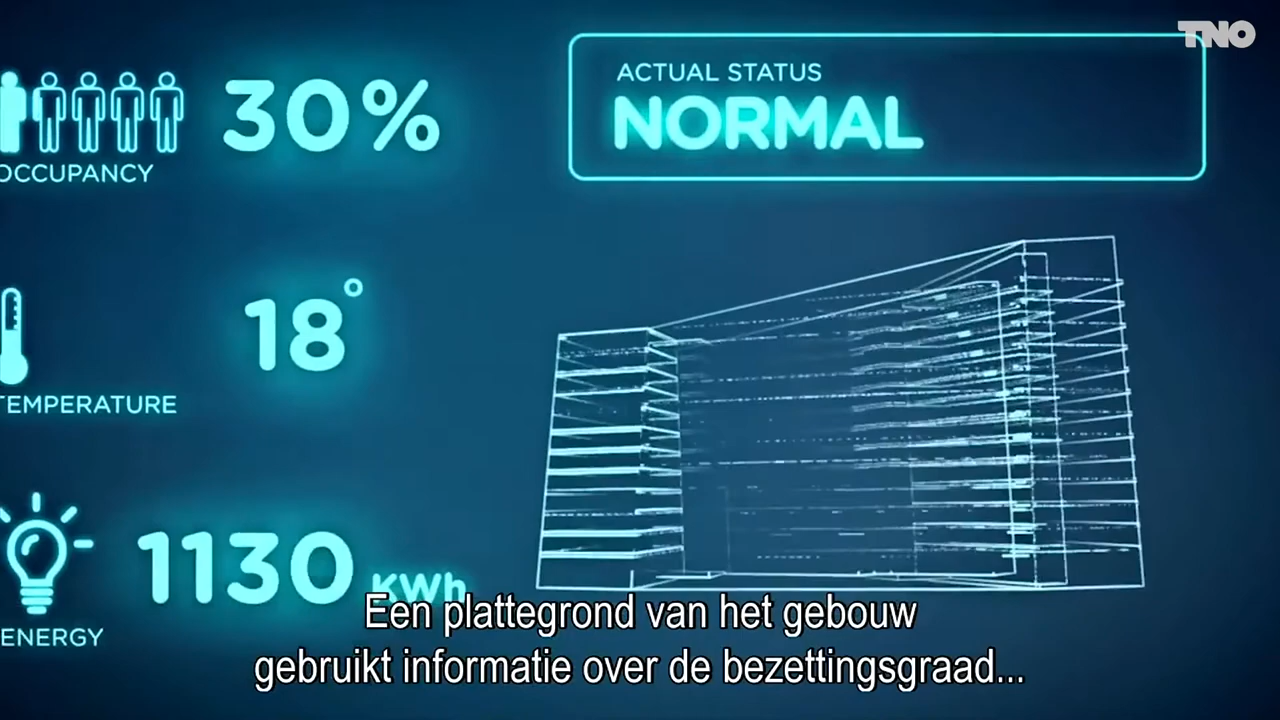 TNO
30%
OCCUPANCY
ACTUAL STATUS
NORMAL
18°
TEMPERATURE
1130 KWh
ENERGY
Een plattegrond van het gebouw
gebruikt informatie over de bezettingsgraad...